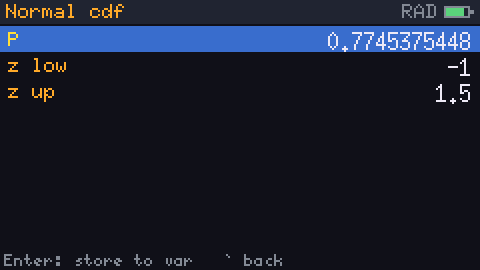 Normal cdf RAD
P 0.7745375448
z low -1
z up 1.5
Enter: store to var ` back